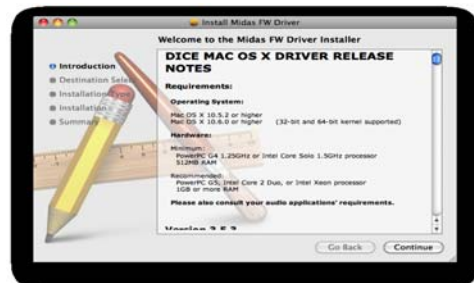 Install Midas FW Driver
Welcome to the Midas FW Driver Installer
Introduction
Destination Select
Installation Type
Installation
Summary
DICE MAC OS X DRIVER RELEASE
NOTES
Requirements:
Operating System:
Mac OS X 10.5.2 or higher
Mac OS X 10.6.0 or higher (32-bit and 64-bit kernel supported)
Hardware:
Minimum:
PowerPC G4 1.25GHz or Intel Core Solo 1.5GHz processor
512MB RAM
Recommended:
PowerPC G5, Intel Core 2 Duo, or Intel Xeon processor
1GB or more RAM
Please also consult your audio applications' requirements.
Go Back
Continue